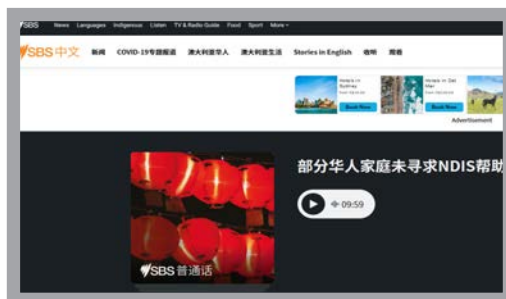 SBS News Languages Indigenous Listen TV & Radio Guide Food Sport More
SBS 中文 新闻 COVID-19专题报道 澳大利亚华人 澳大利亚生活 Stories in English 收听 观看
Hotels in Sydney
Book Now
Hotels in Del Mar
Book Now
Advertisement
部分华人家庭未寻求NDIS帮助
09:59
SBS 普通话